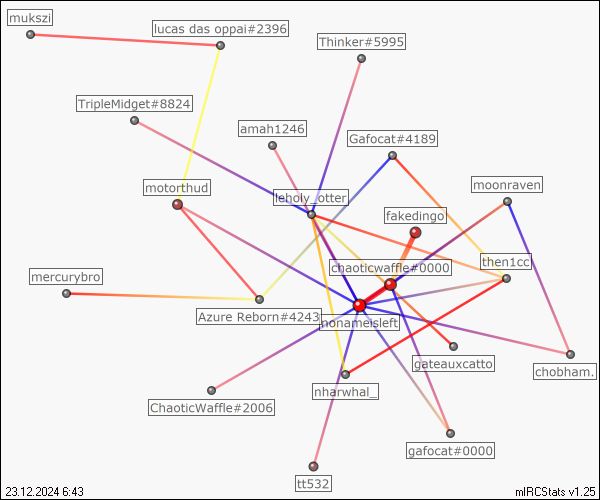 mukszi
lucas das oppai#2396
Thinker#5995
TripleMidget#8824
amah1246
Gafocat#4189
motorthud
leholy_otter
moonraven
fakedingo
chaoticwaffle#0000
then1cc
mercurybro
Azure Reborn#4243
nonameisleft
gateauxcatto
chobham.
nharwhal_
ChaoticWaffle#2006
gafocat#0000
tt532
23.12.2024 6:43
mIRCStats v1.25